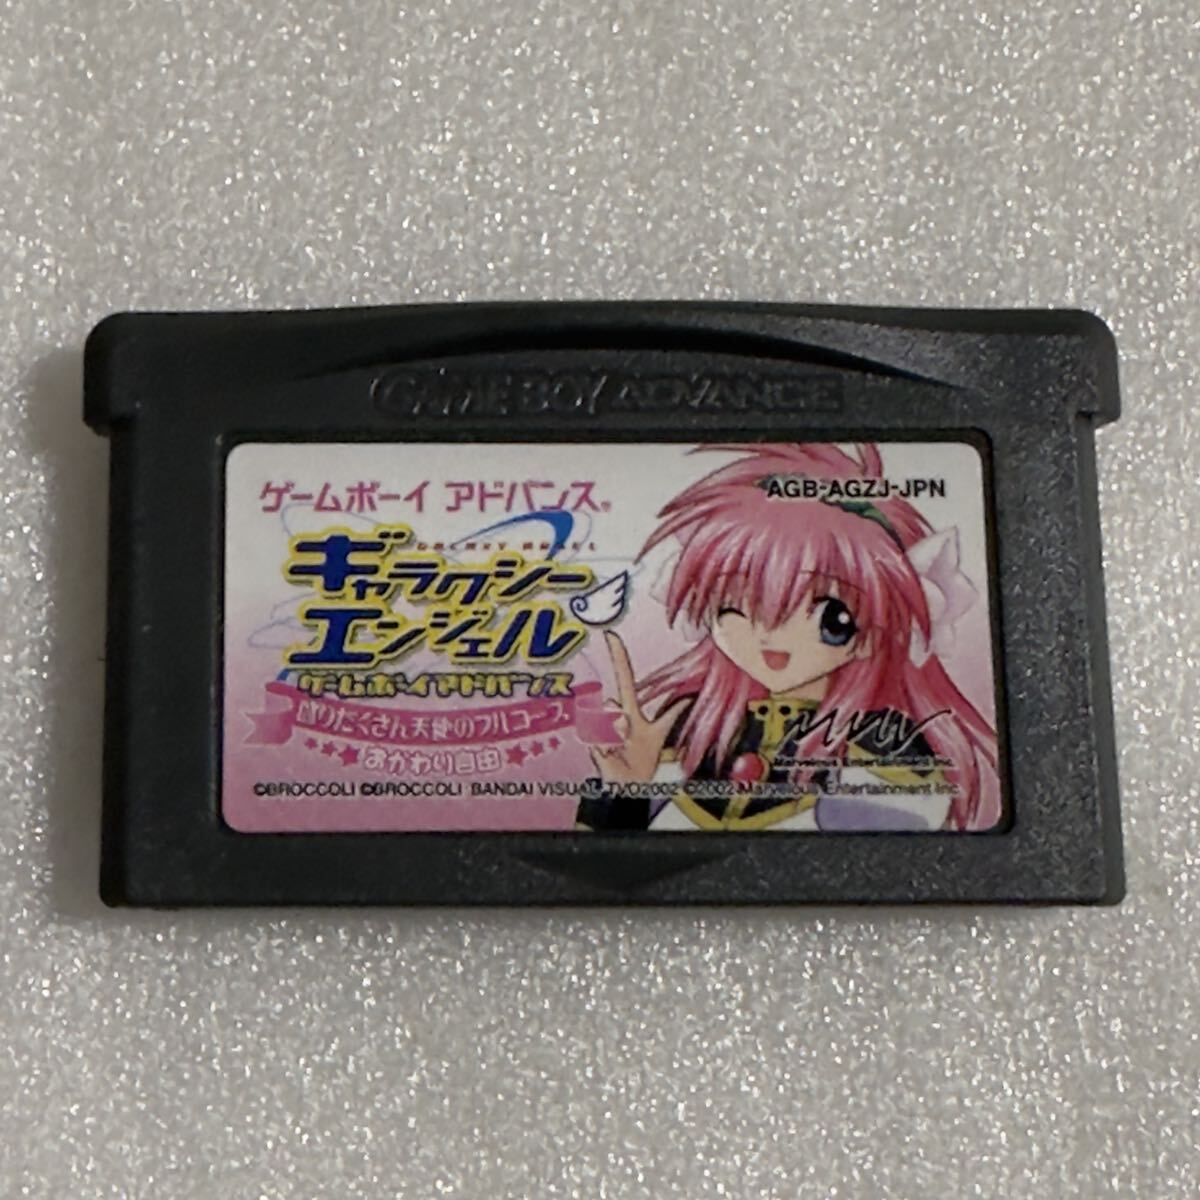 GAME BOY ADVANCE
ゲームボーイ アドバンス®
AGB-AGZJ-JPN
GALAXY ANGEL
ギャラクシー
エンジェル
ゲームボーイアドバンス
盛りだくさん天使のフルコース
おかわり自由
Marvelous Entertainment Inc.
©BROCCOLI ©BROCCOLI BANDAI VISUAL TVO2002 ©2002 Marvelous Entertainment Inc.